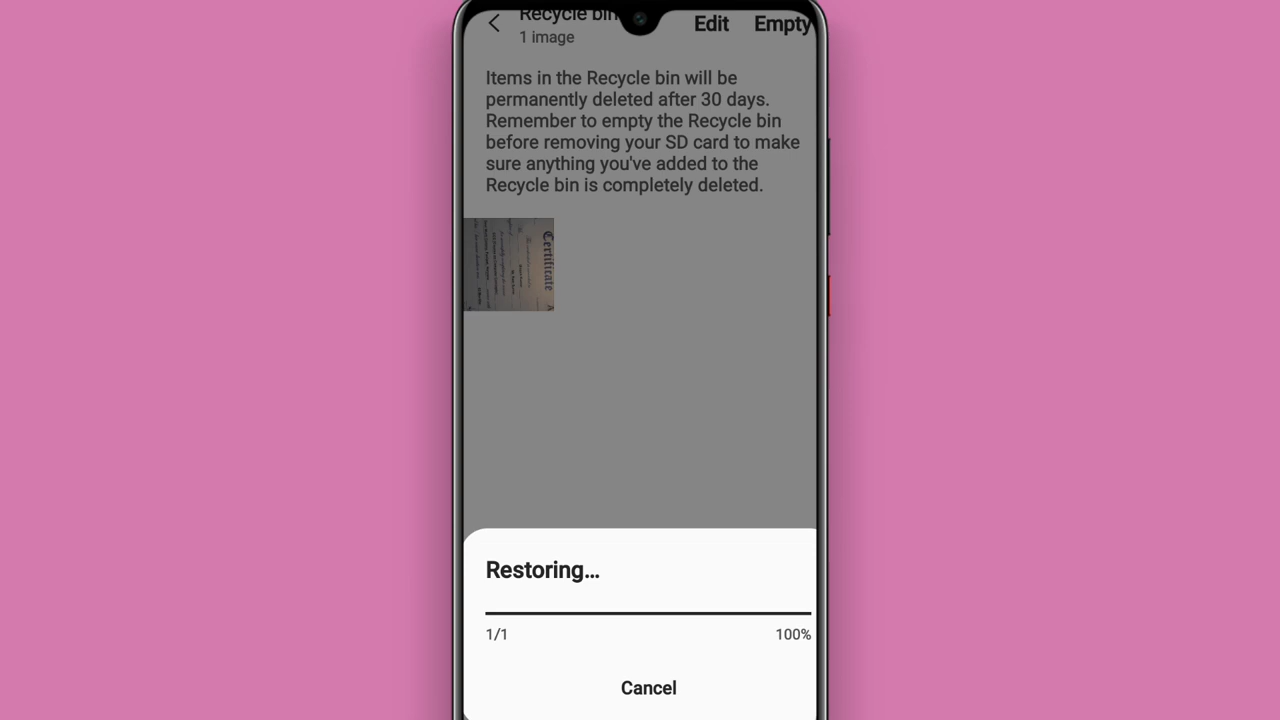 Recycle bin
Edit
Empty
1 image
Items in the Recycle bin will be
permanently deleted after 30 days.
Remember to empty the Recycle bin
before removing your SD card to make
sure anything you've added to the
Recycle bin is completely deleted.
Certificate
Restoring...
1/1
100%
Cancel